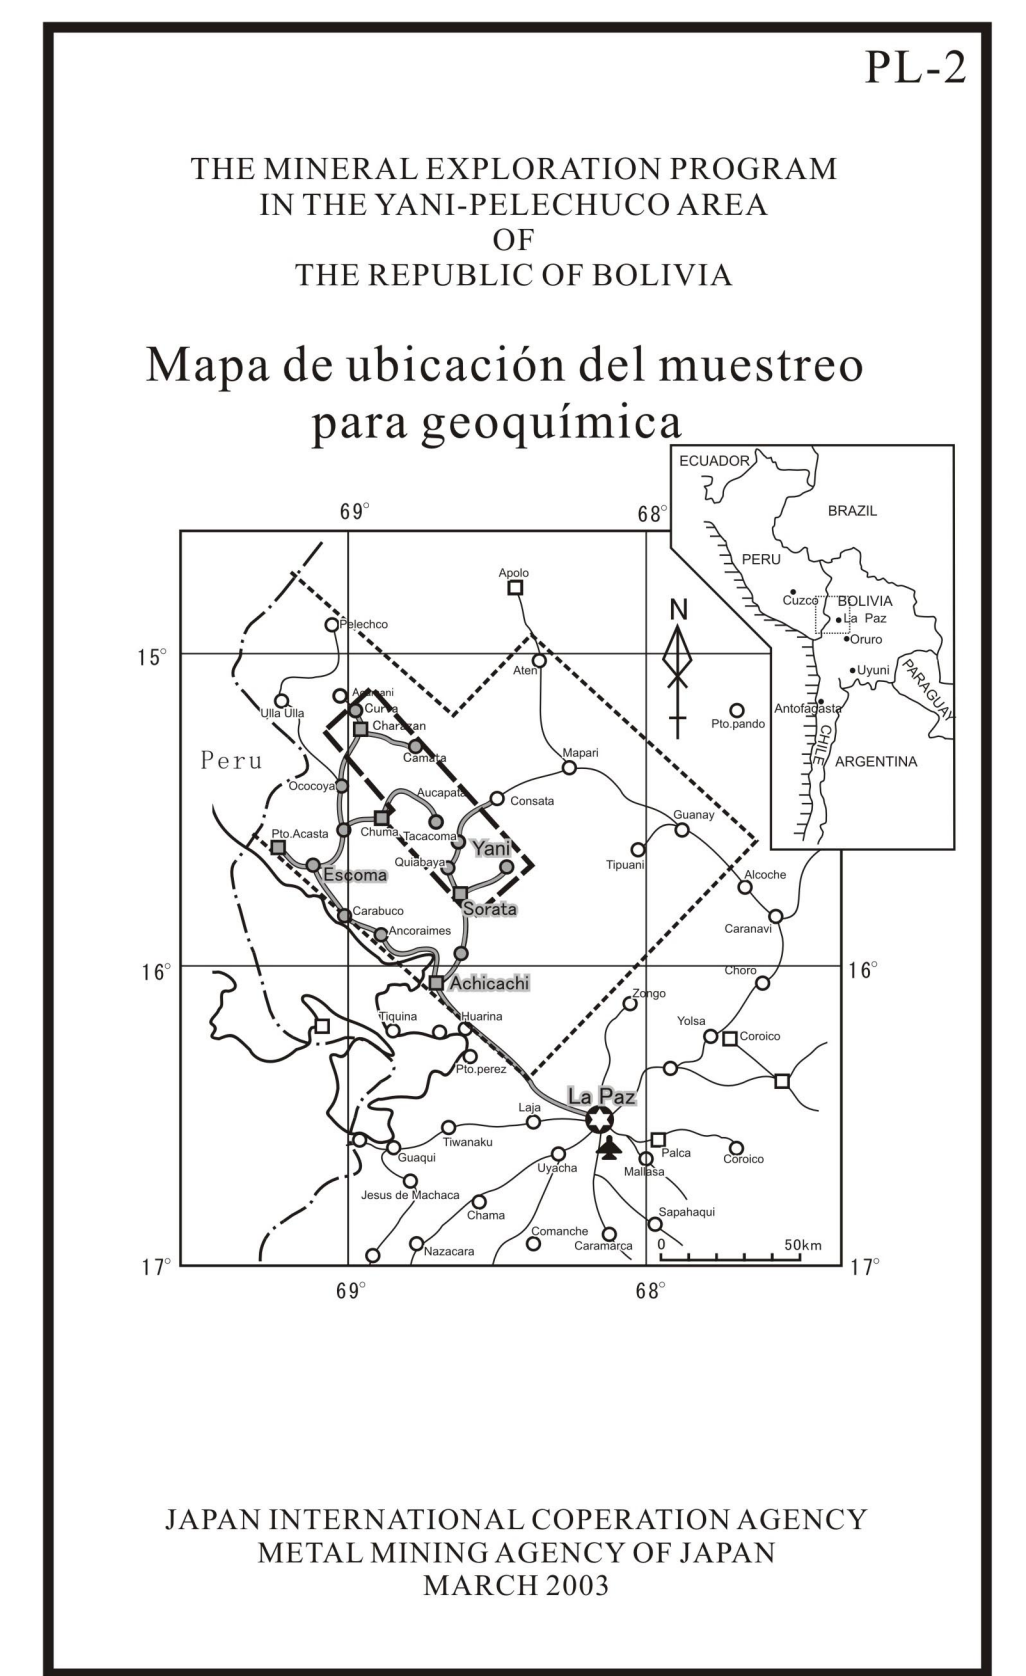 PL-2
THE MINERAL EXPLORATION PROGRAM
IN THE YANI-PELECHUCO AREA
OF
THE REPUBLIC OF BOLIVIA
Mapa de ubicación del muestreo
para geoquímica
ECUADOR
BRAZIL
PERU
Cuzco
BOLIVIA
La Paz
Oruro
Uyuni
PARAGUAY
Antofagasta
CHILE
ARGENTINA
69°
68°
Apolo
N
Pelechco
15°
Aten
Ulla Ulla
Curva
Charazan
Pto.pando
Camata
Mapari
Peru
Ococoya
Aucapata
Consata
Guanay
Pto.Acasta
Chuma
Tacacoma
Yani
Quiabaya
Tipuani
Escoma
Alcoche
Sorata
Carabuco
Caranavi
Ancoraimes
16°
16°
Choro
Achicachi
Zongo
Tiquina
Huarina
Yolsa
Coroico
Pto.perez
La Paz
Laja
Tiwanaku
Guaqui
Palca
Coroico
Uyacha
Mallasa
Jesus de Machaca
Chama
Sapahaqui
Comanche
Caramarca
Nazacara
0 50km
17°
17°
69°
68°
JAPAN INTERNATIONAL COPERATION AGENCY
METAL MINING AGENCY OF JAPAN
MARCH 2003